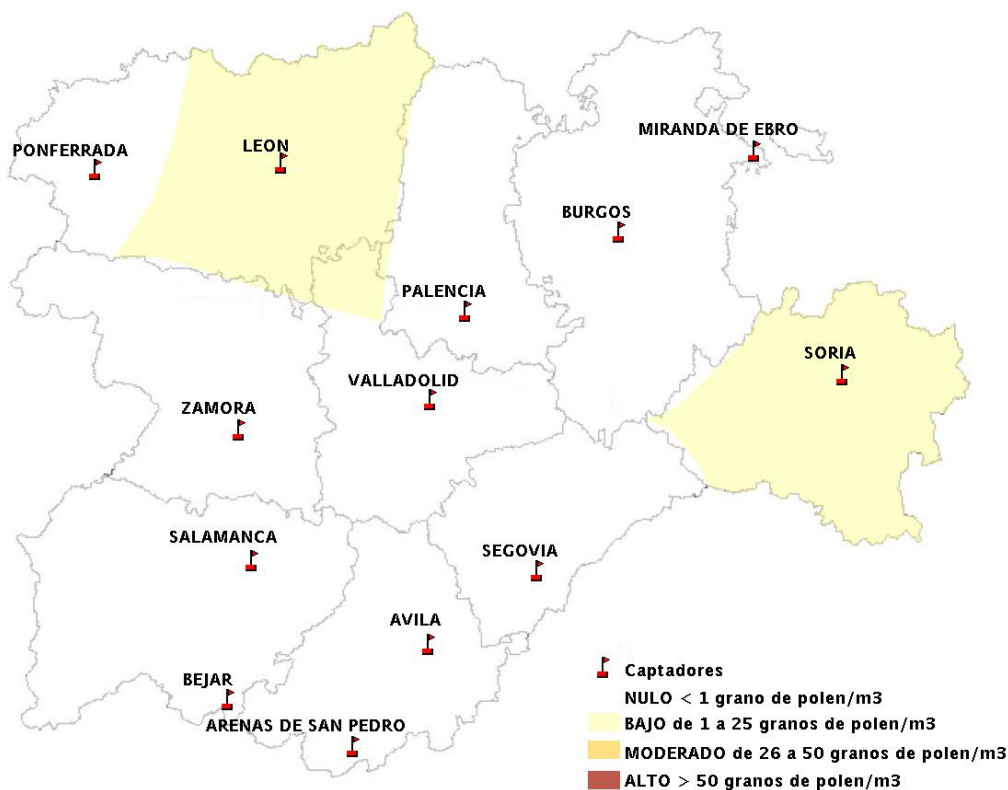 MIRANDA DE EBRO
PONFERRADA
LEON
BURGOS
PALENCIA
SORIA
VALLADOLID
ZAMORA
SALAMANCA
SEGOVIA
AVILA
BEJAR
ARENAS DE SAN PEDRO
Captadores
NULO < 1 grano de polen/m3
BAJO de 1 a 25 granos de polen/m3
MODERADO de 26 a 50 granos de polen/m3
ALTO > 50 granos de polen/m3